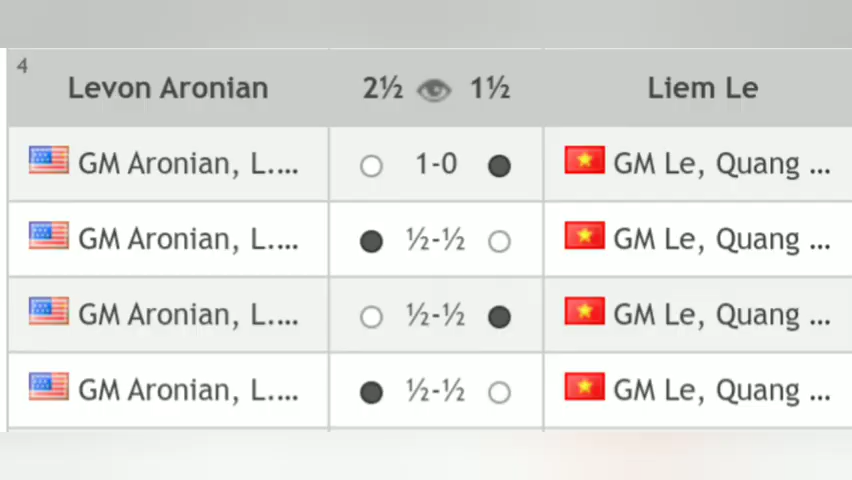 4
Levon Aronian 2½ 1½ Liem Le
GM Aronian, L.... 1-0 GM Le, Quang ...
GM Aronian, L.... ½-½ GM Le, Quang ...
GM Aronian, L.... ½-½ GM Le, Quang ...
GM Aronian, L.... ½-½ GM Le, Quang ...